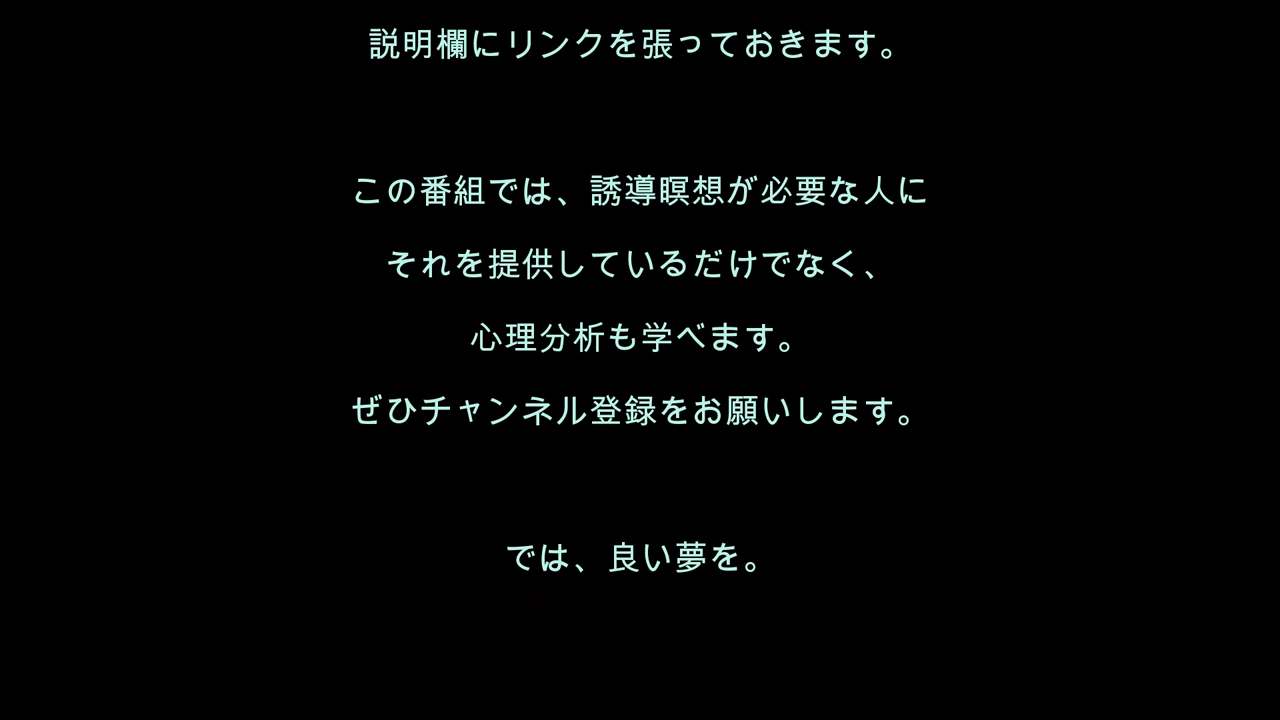 説明欄にリンクを張っておきます。
この番組では、誘導瞑想が必要な人に
それを提供しているだけでなく、
心理分析も学べます。
ぜひチャンネル登録をお願いします。
では、良い夢を。